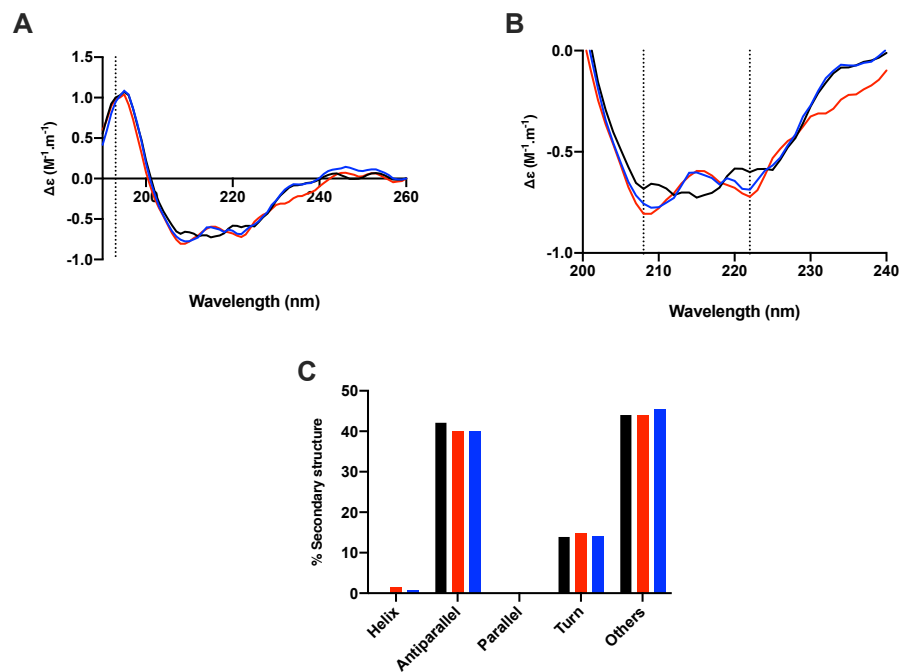 A
1.5
1.0
0.5
0.0
-0.5
-1.0
200
220
240
260
Δε (M⁻¹.m⁻¹)
Wavelength (nm)
B
0.0
-0.5
-1.0
200
210
220
230
240
Δε (M⁻¹.m⁻¹)
Wavelength (nm)
C
50
40
30
20
10
0
% Secondary structure
Helix
Antiparallel
Parallel
Turn
Others